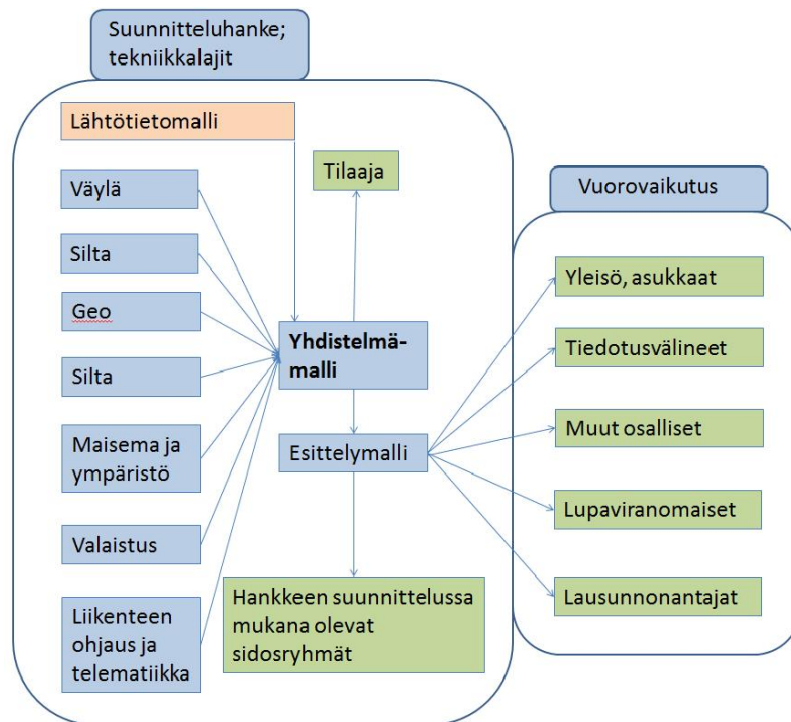 Suunnitteluhanke;
tekniikkalajit
Lähtötietomalli
Väylä
Silta
Geo
Silta
Maisema ja
ympäristö
Valaistus
Liikenteen
ohjaus ja
telematiikka
Tilaaja
Yhdistelmä-
malli
Esittelymalli
Hankkeen suunnittelussa
mukana olevat
sidosryhmät
Vuorovaikutus
Yleisö, asukkaat
Tiedotusvälineet
Muut osalliset
Lupaviranomaiset
Lausunnonantajat